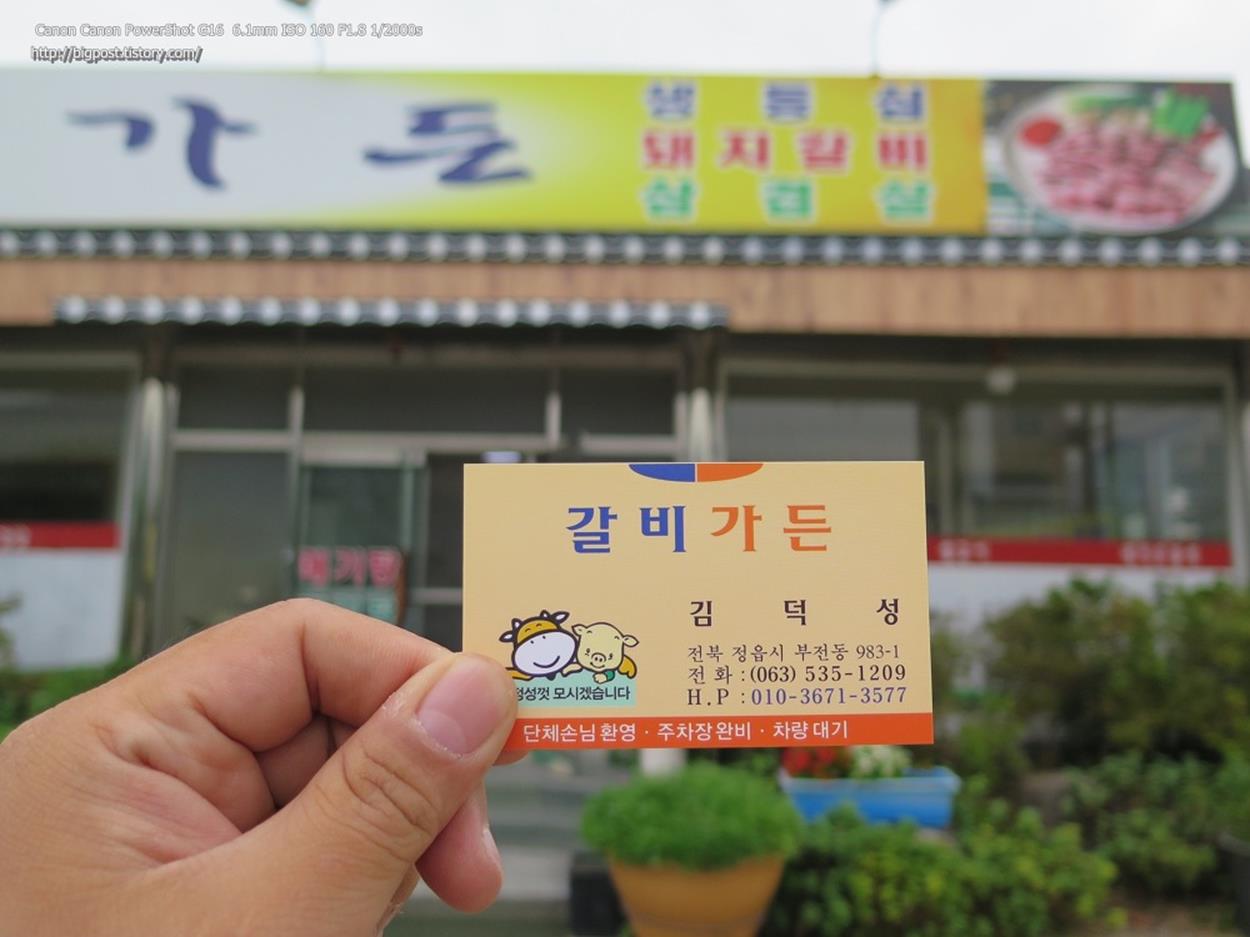 Canon Canon PowerShot G16 6.1mm ISO 160 F1.8 1/2000s
http://bigpost.tistory.com/
가든
생등심
돼지갈비
삼겹살
메기탕
갈비가든
김덕성
전북 정읍시 부전동 983-1
전화:(063) 535-1209
H.P:010-3671-3577
정성껏 모시겠습니다
단체손님 환영 · 주차장완비 · 차량대기